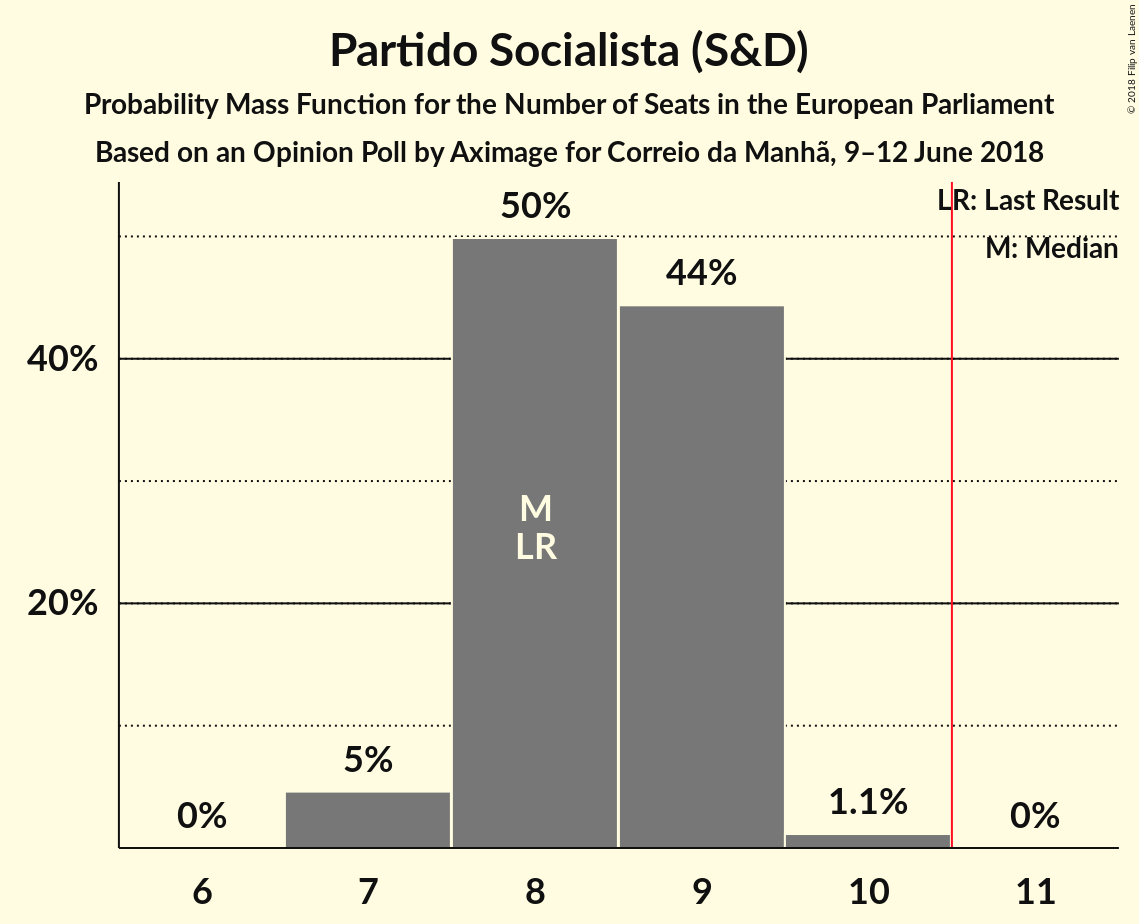 Partido Socialista (S&D)
Probability Mass Function for the Number of Seats in the European Parliament
Based on an Opinion Poll by Aximage for Correio da Manhã, 9–12 June 2018
© 2018 Filip van Laenen
LR: Last Result
M: Median
50%
44%
40%
M
LR
20%
5%
1.1%
0%
0%
6
7
8
9
10
11